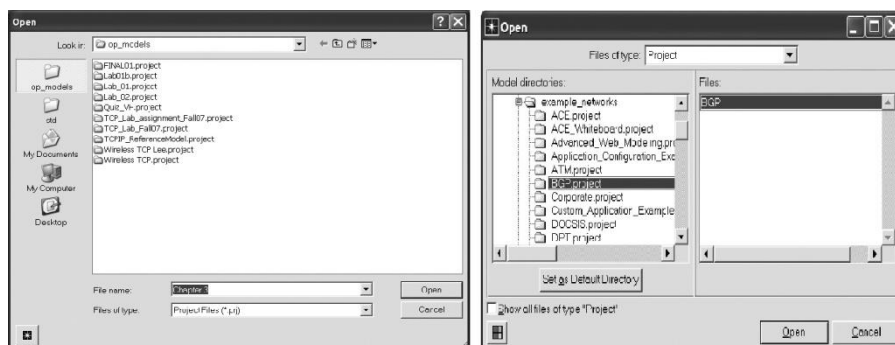 Open
Look in:
op_models
op_models
std
My Documents
My Computer
Desktop
FINAL01.project
Lab01b.project
Lab_01.project
Lab_02.project
Quiz_VF.project
TCP_Lab_assignment_Fall07.project
TCP_Lab_Fall07.project
TCPIP_ReferenceModel.project
Wireless TCP Lee.project
Wireless TCP.project
File name:
Chapter 3
Open
Files of type:
Project Files (*.prj)
Cancel
Open
Files of type:
Project
Model directories:
Files:
example_networks
ACE.project
ACE_Whiteboard.project
Advanced_Web_Modeling.pro
Application_Configuration_Exa
ATM.project
BGP.project
Corporate.project
Custom_Application_Example
DOCSIS.project
DPT.project
BGP
Set as Default Directory
Show all files of type "Project"
Open
Cancel